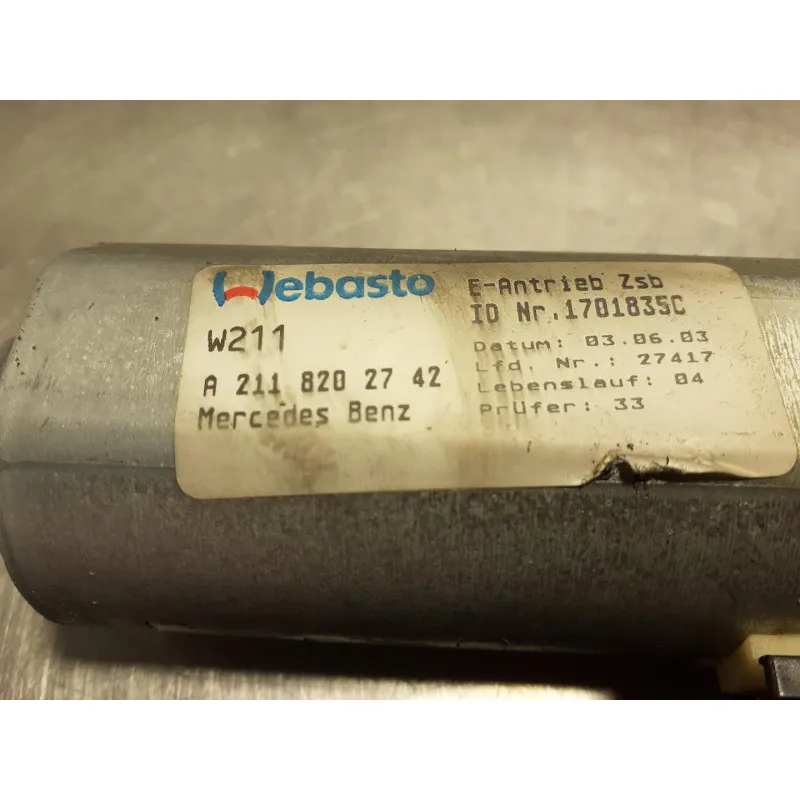 Webasto
W211
A 211 820 27 42
Mercedes Benz
E-Antrieb Zsb
ID Nr.1701835C
Datum: 03.06.03
Lfd. Nr.: 27417
Lebenslauf: 04
Prüfer: 33